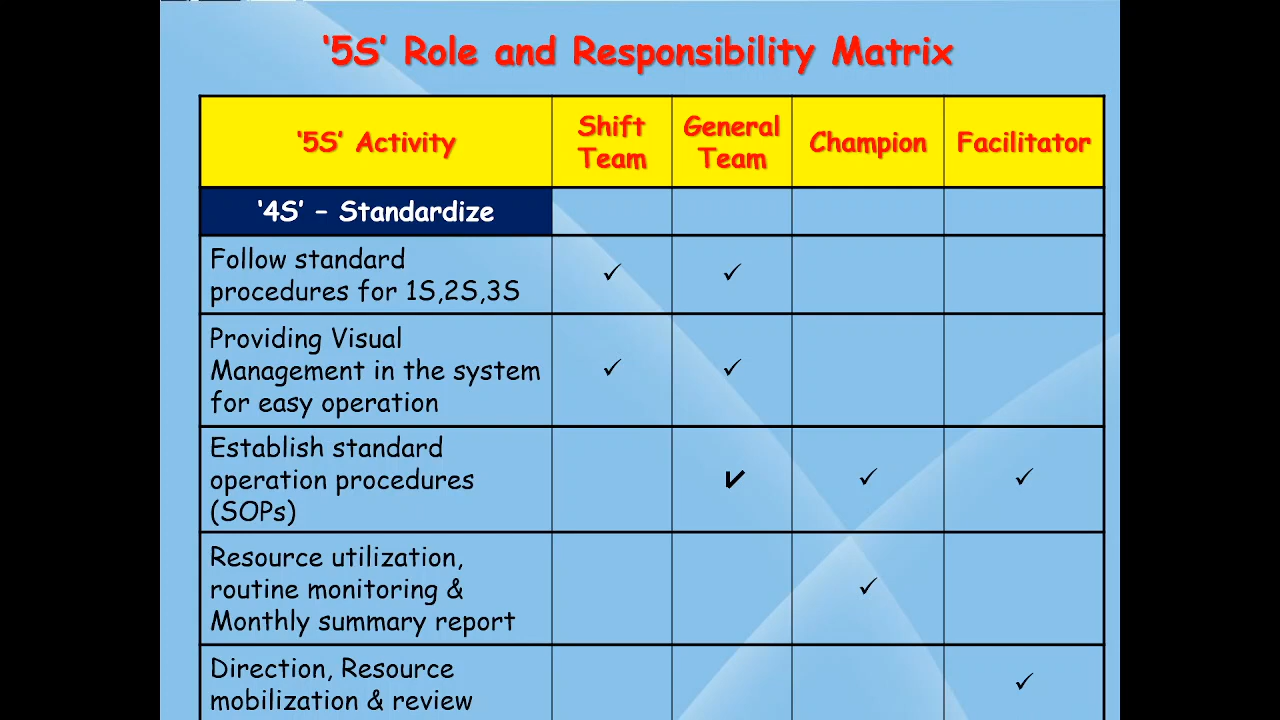 ‘5S’ Role and Responsibility Matrix
‘5S’ Activity
Shift
Team
General
Team
Champion
Facilitator
‘4S’ – Standardize
Follow standard
procedures for 1S,2S,3S
✓ ✓
Providing Visual
Management in the system
for easy operation
✓ ✓
Establish standard
operation procedures
(SOPs)
✔ ✓ ✓
Resource utilization,
routine monitoring &
Monthly summary report
✓
Direction, Resource
mobilization & review
✓